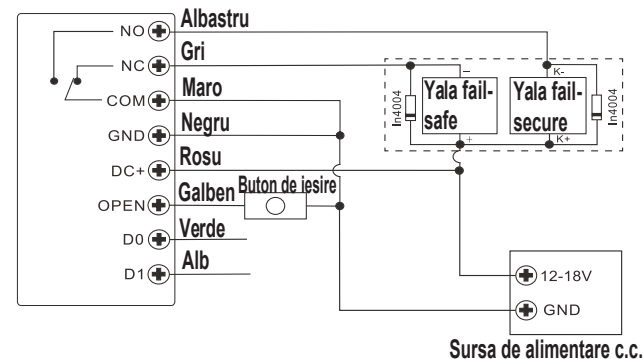 NO Albastru
NC Gri
COM Maro
GND Negru
DC+ Rosu
OPEN Galben Buton de iesire
D0 Verde
D1 Alb
In4004
−
Yala fail-
safe
+
K-
Yala fail-
secure
K+
In4004
12-18V
GND
Sursa de alimentare c.c.